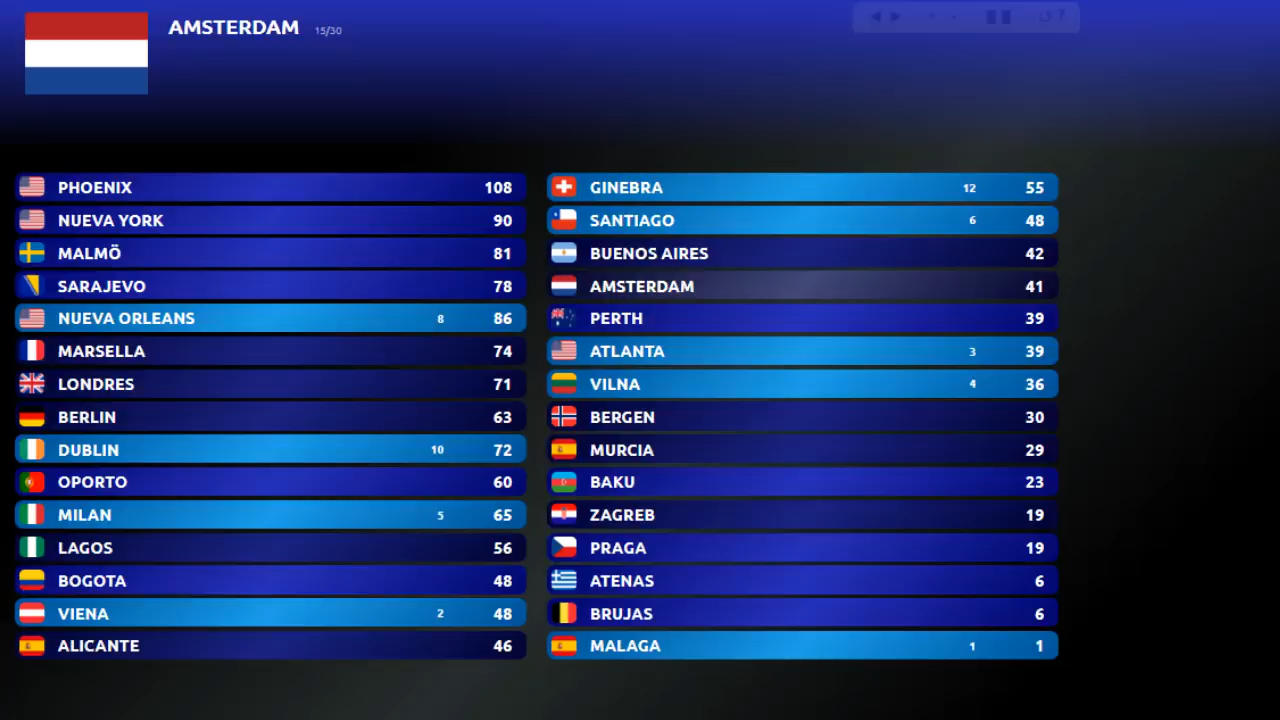 AMSTERDAM 15/30
PHOENIX 108
NUEVA YORK 90
MALMÖ 81
SARAJEVO 78
NUEVA ORLEANS 8 86
MARSELLA 74
LONDRES 71
BERLIN 63
DUBLIN 10 72
OPORTO 60
MILAN 5 65
LAGOS 56
BOGOTA 48
VIENA 2 48
ALICANTE 46
GINEBRA 12 55
SANTIAGO 6 48
BUENOS AIRES 42
AMSTERDAM 41
PERTH 39
ATLANTA 3 39
VILNA 4 36
BERGEN 30
MURCIA 29
BAKU 23
ZAGREB 19
PRAGA 19
ATENAS 6
BRUJAS 6
MALAGA 1 1